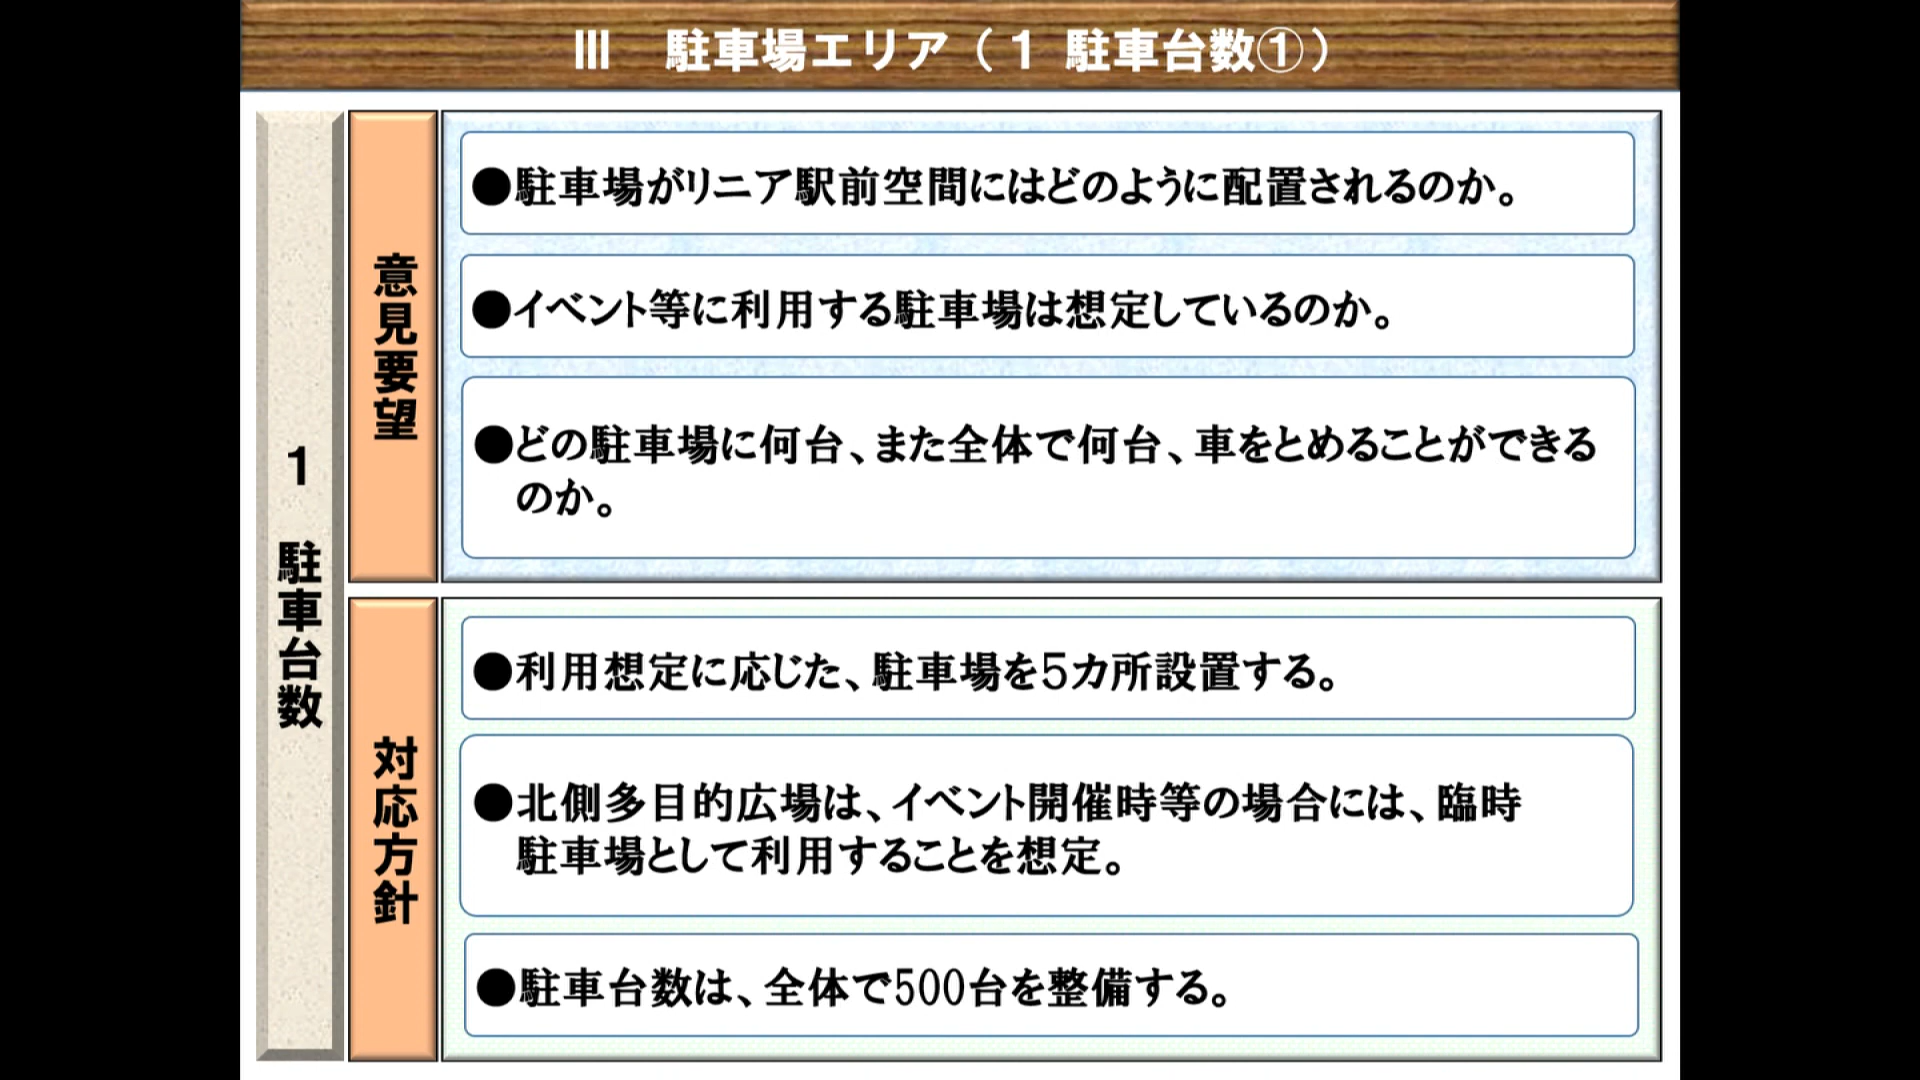 Ⅲ　駐車場エリア（１ 駐車台数①）
１　駐車台数
意見要望
●駐車場がリニア駅前空間にはどのように配置されるのか。
●イベント等に利用する駐車場は想定しているのか。
●どの駐車場に何台、また全体で何台、車をとめることができる
のか。
対応方針
●利用想定に応じた、駐車場を５カ所設置する。
●北側多目的広場は、イベント開催時等の場合には、臨時
駐車場として利用することを想定。
●駐車台数は、全体で500台を整備する。